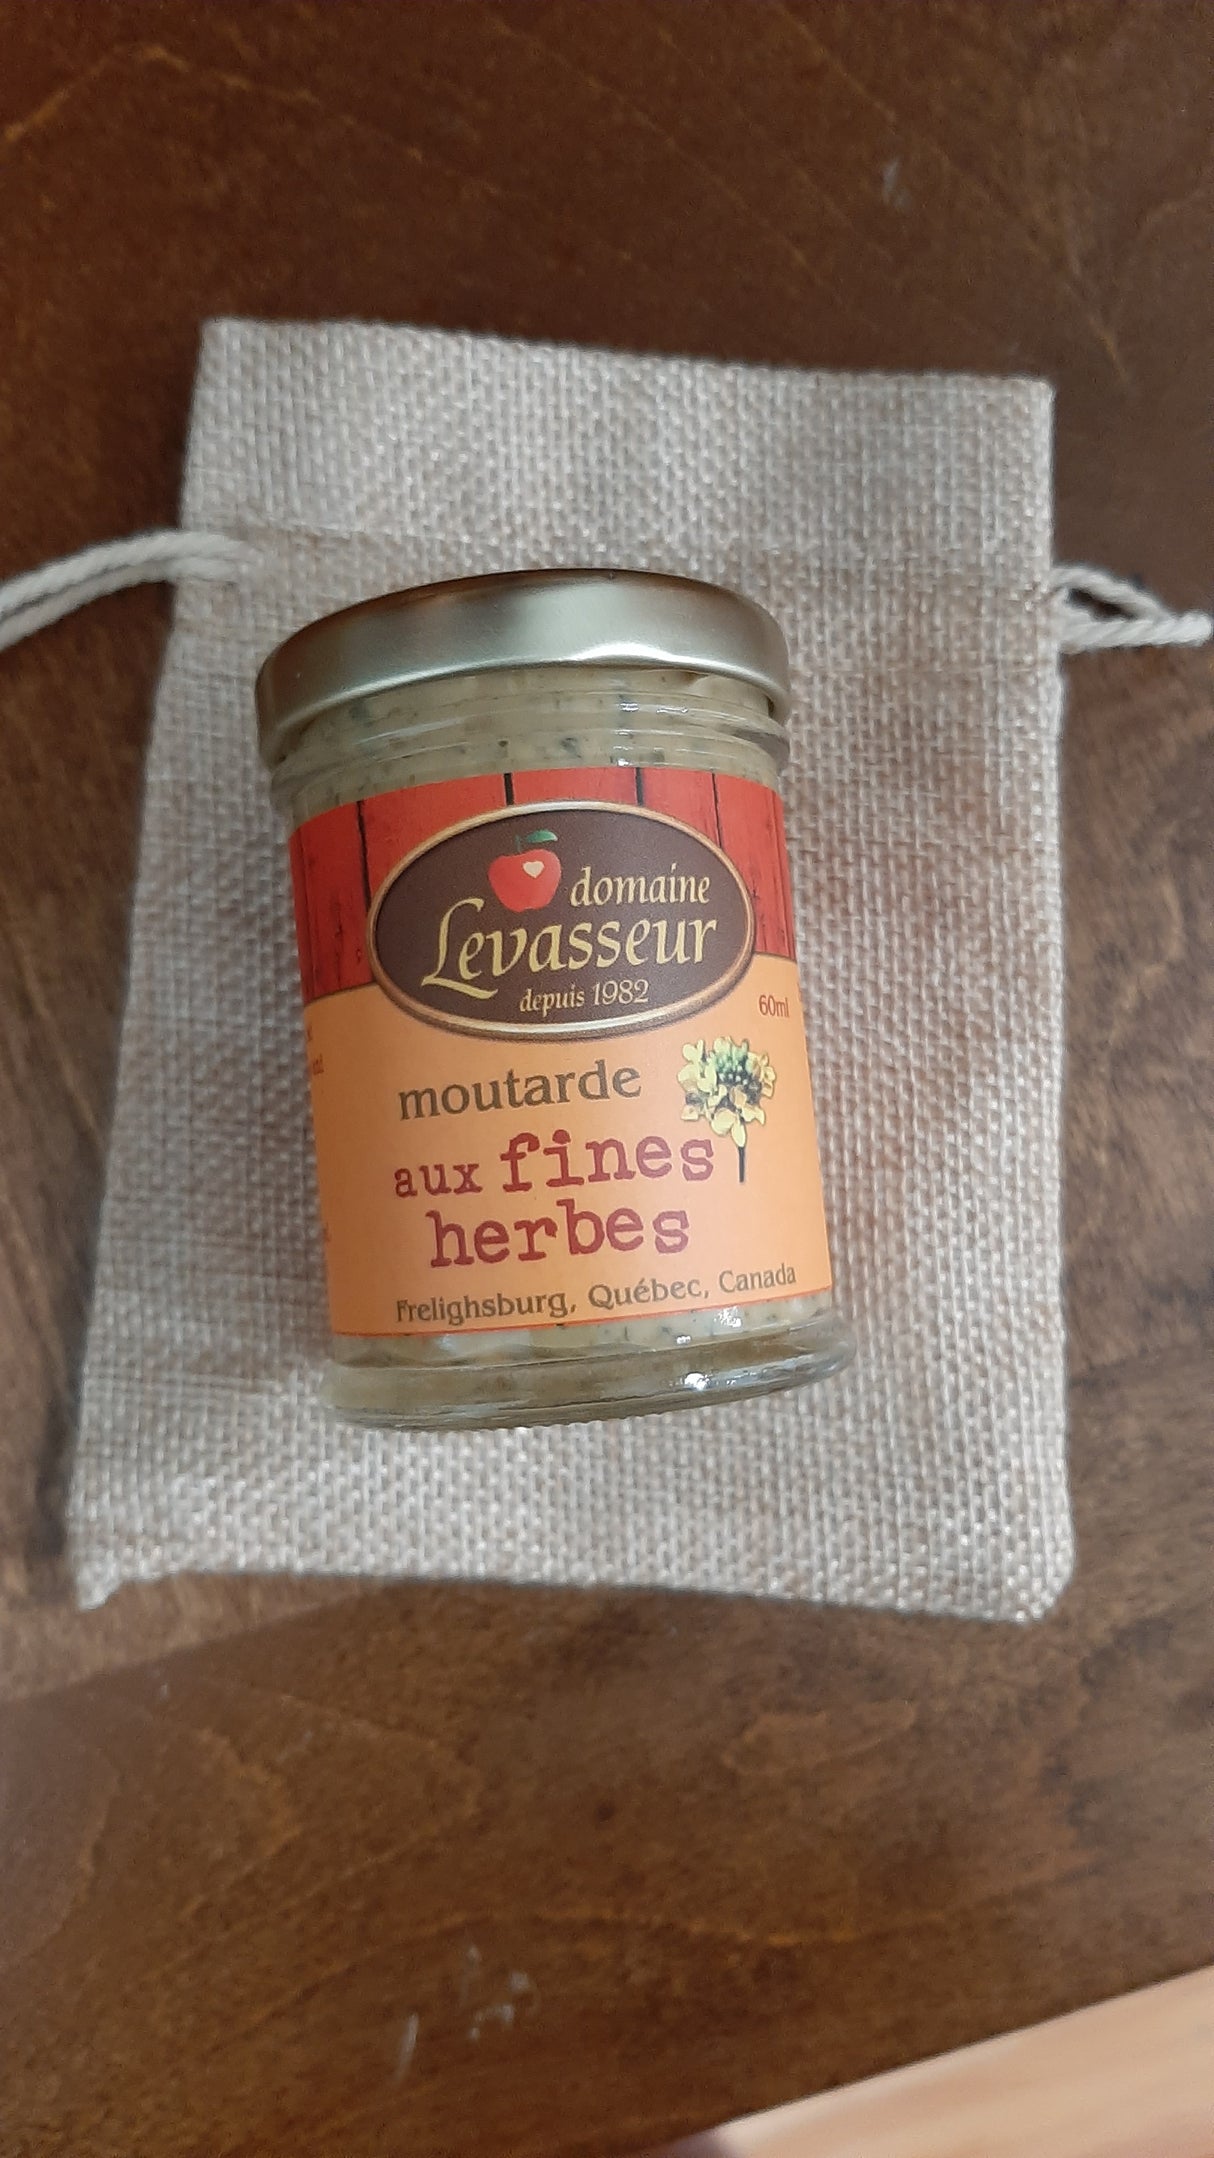 domaine
Levasseur
depuis 1982
60ml
moutarde
aux fines
herbes
Frelighsburg, Québec, Canada